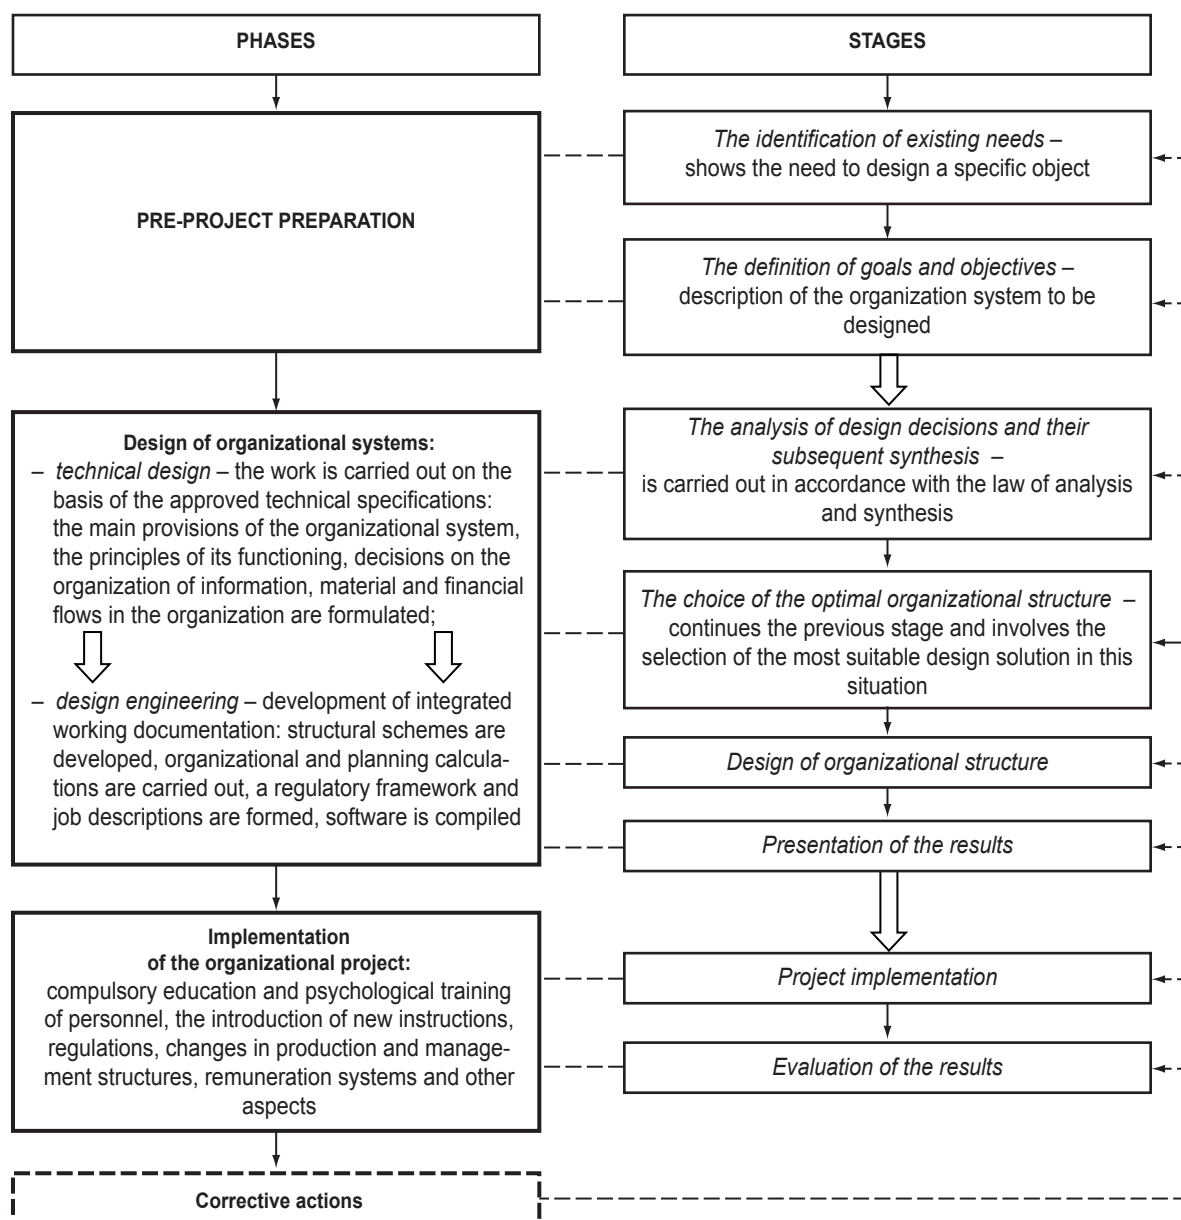 PHASES
PRE-PROJECT PREPARATION
Design of organizational systems:
– technical design – the work is carried out on the
basis of the approved technical specifications:
the main provisions of the organizational system,
the principles of its functioning, decisions on the
organization of information, material and financial
flows in the organization are formulated;
– design engineering – development of integrated
working documentation: structural schemes are
developed, organizational and planning calcula-
tions are carried out, a regulatory framework and
job descriptions are formed, software is compiled
Implementation
of the organizational project:
compulsory education and psychological training
of personnel, the introduction of new instructions,
regulations, changes in production and manage-
ment structures, remuneration systems and other
aspects
Corrective actions
STAGES
The identification of existing needs –
shows the need to design a specific object
The definition of goals and objectives –
description of the organization system to be
designed
The analysis of design decisions and their
subsequent synthesis –
is carried out in accordance with the law of analysis
and synthesis
The choice of the optimal organizational structure –
continues the previous stage and involves the
selection of the most suitable design solution in this
situation
Design of organizational structure
Presentation of the results
Project implementation
Evaluation of the results